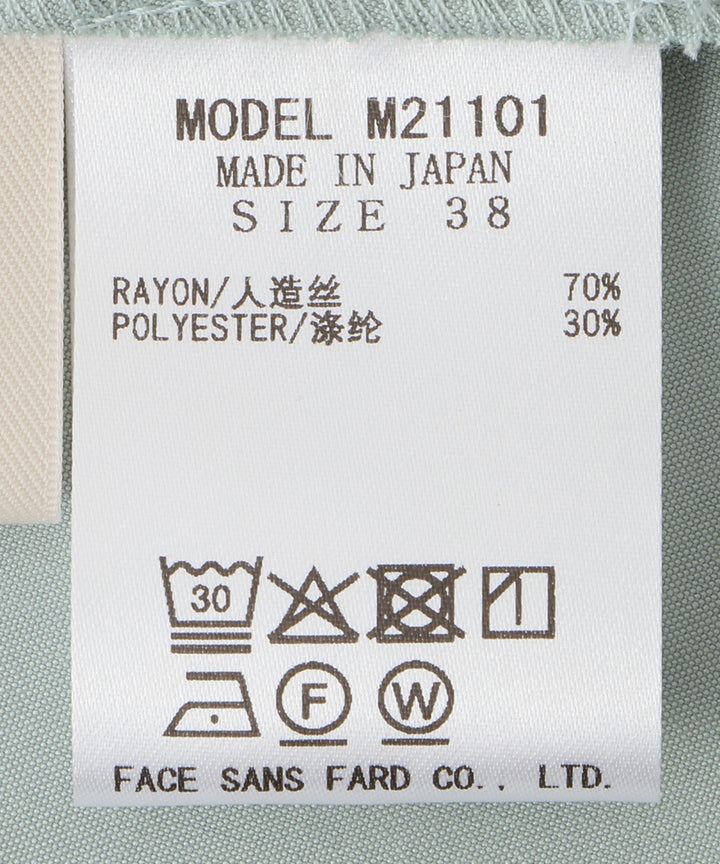 MODEL M21101
MADE IN JAPAN
SIZE 38
RAYON/人造丝 70%
POLYESTER/涤纶 30%
30
F W
FACE SANS FARD CO., LTD.